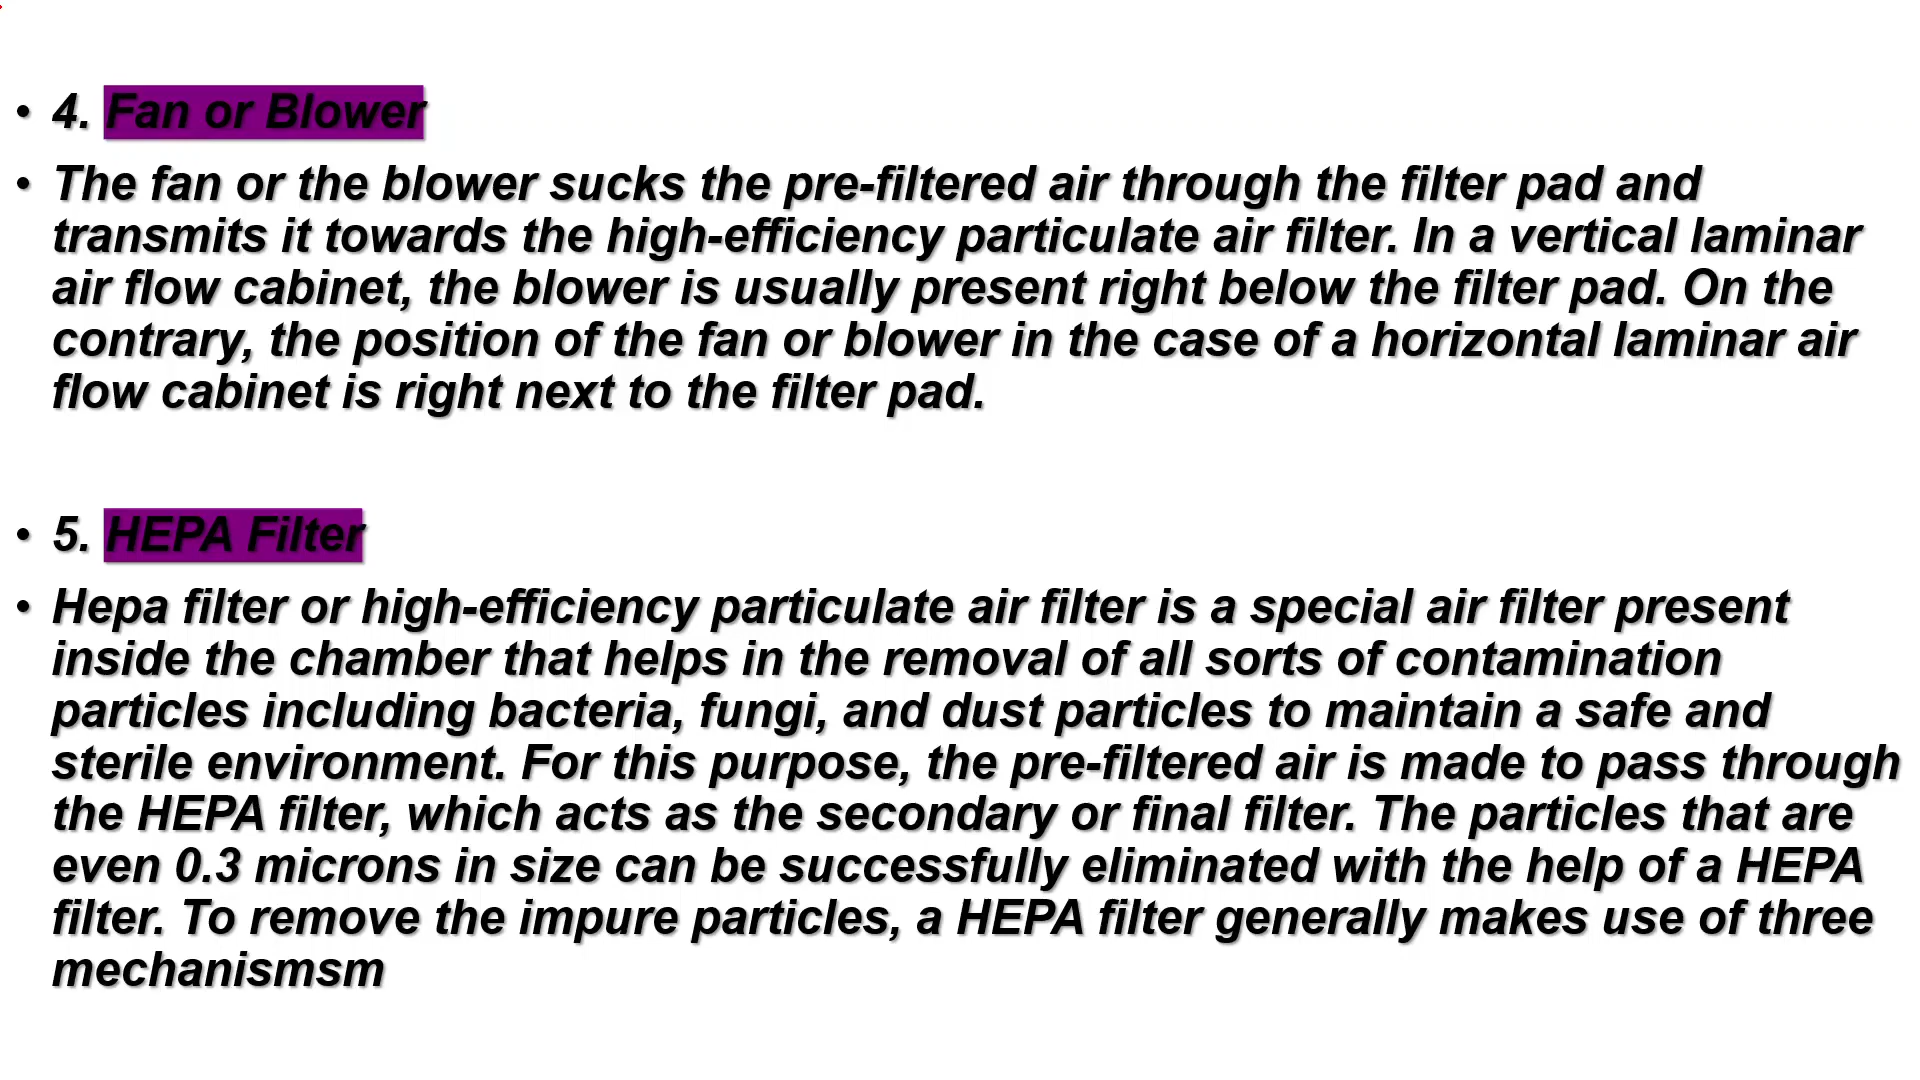 • 4. Fan or Blower
• The fan or the blower sucks the pre-filtered air through the filter pad and
transmits it towards the high-efficiency particulate air filter. In a vertical laminar
air flow cabinet, the blower is usually present right below the filter pad. On the
contrary, the position of the fan or blower in the case of a horizontal laminar air
flow cabinet is right next to the filter pad.
• 5. HEPA Filter
• Hepa filter or high-efficiency particulate air filter is a special air filter present
inside the chamber that helps in the removal of all sorts of contamination
particles including bacteria, fungi, and dust particles to maintain a safe and
sterile environment. For this purpose, the pre-filtered air is made to pass through
the HEPA filter, which acts as the secondary or final filter. The particles that are
even 0.3 microns in size can be successfully eliminated with the help of a HEPA
filter. To remove the impure particles, a HEPA filter generally makes use of three
mechanismsm